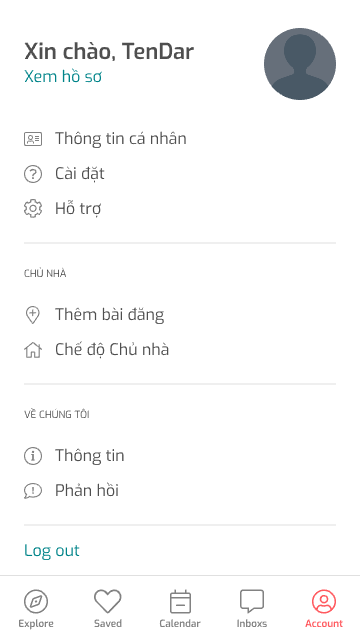 Xin chào, TenDar
Xem hồ sơ
Thông tin cá nhân
Cài đặt
Hỗ trợ
CHỦ NHÀ
Thêm bài đăng
Chế độ Chủ nhà
VỀ CHÚNG TÔI
Thông tin
Phản hồi
Log out
Explore
Saved
Calendar
Inboxs
Account